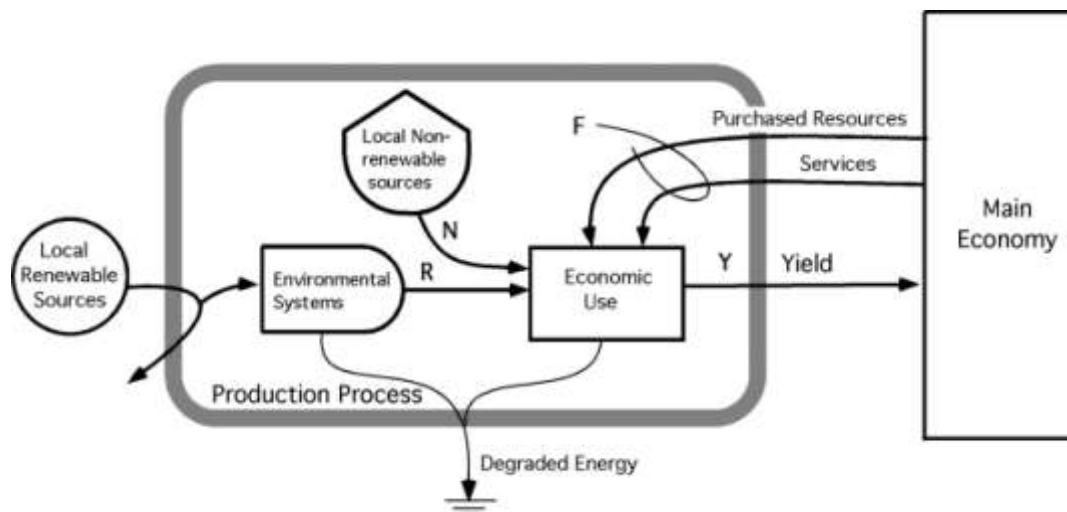 Local Non-
renewable
sources
F
Purchased Resources
Services
Main
Economy
Local
Renewable
Sources
N
Environmental
Systems
R
Economic
Use
Y
Yield
Production Process
Degraded Energy